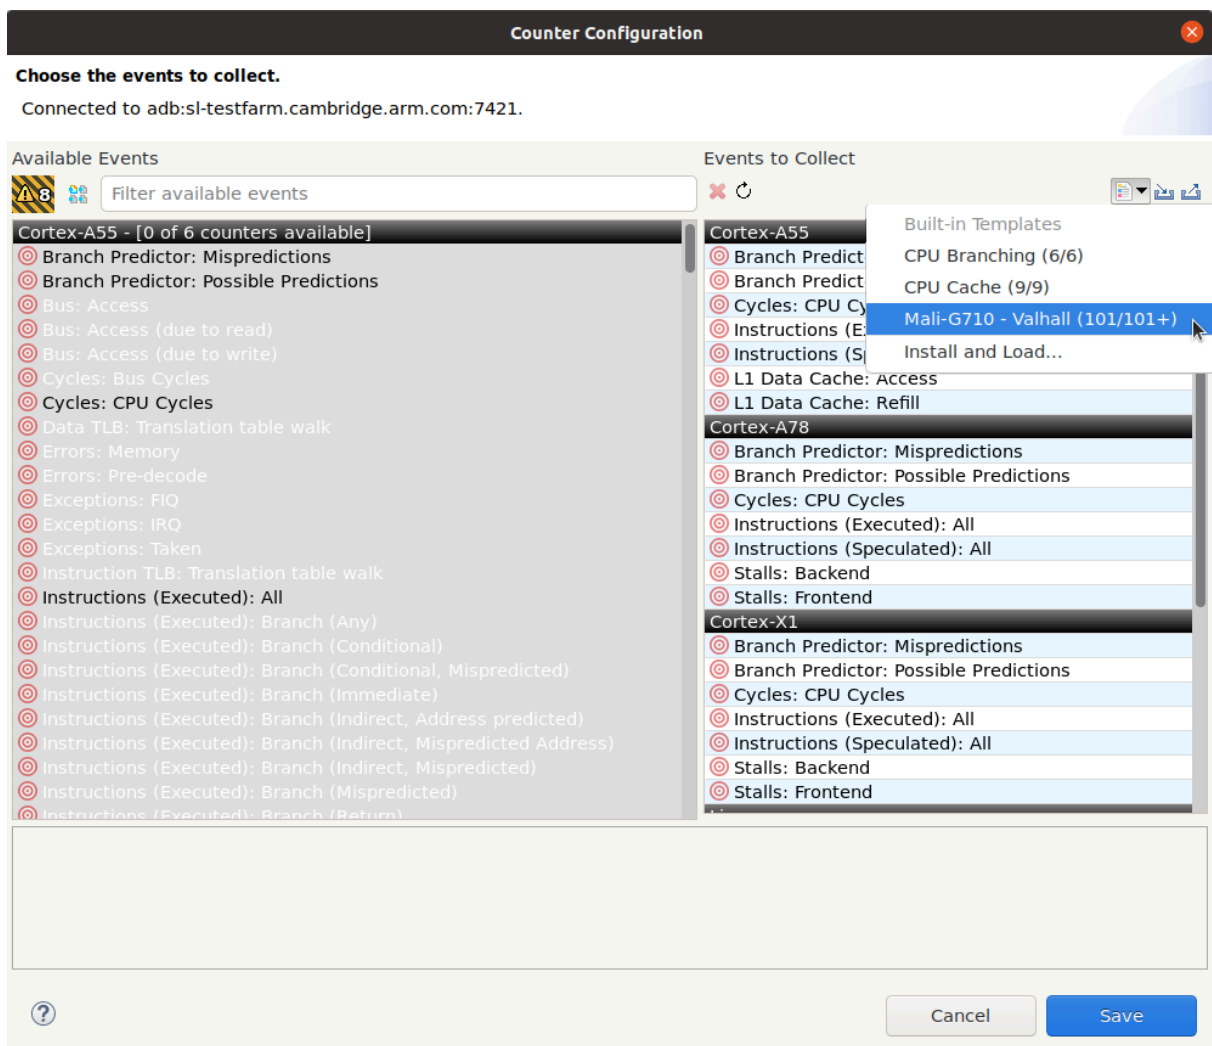 Counter Configuration
Choose the events to collect.
Connected to adb:sl-testfarm.cambridge.arm.com:7421.
Available Events
8
Filter available events
Cortex-A55 - [0 of 6 counters available]
Branch Predictor: Mispredictions
Branch Predictor: Possible Predictions
Bus: Access
Bus: Access (due to read)
Bus: Access (due to write)
Cycles: Bus Cycles
Cycles: CPU Cycles
Data TLB: Translation table walk
Errors: Memory
Errors: Pre-decode
Exceptions: FIQ
Exceptions: IRQ
Exceptions: Taken
Instruction TLB: Translation table walk
Instructions (Executed): All
Instructions (Executed): Branch (Any)
Instructions (Executed): Branch (Conditional)
Instructions (Executed): Branch (Conditional, Mispredicted)
Instructions (Executed): Branch (Immediate)
Instructions (Executed): Branch (Indirect, Address predicted)
Instructions (Executed): Branch (Indirect, Mispredicted Address)
Instructions (Executed): Branch (Indirect, Mispredicted)
Instructions (Executed): Branch (Mispredicted)
Instructions (Executed): Branch (Return)
Events to Collect
Cortex-A55
Branch Predict
Branch Predict
Cycles: CPU Cy
Instructions (E
Instructions (Sp
L1 Data Cache: Access
L1 Data Cache: Refill
Cortex-A78
Branch Predictor: Mispredictions
Branch Predictor: Possible Predictions
Cycles: CPU Cycles
Instructions (Executed): All
Instructions (Speculated): All
Stalls: Backend
Stalls: Frontend
Cortex-X1
Branch Predictor: Mispredictions
Branch Predictor: Possible Predictions
Cycles: CPU Cycles
Instructions (Executed): All
Instructions (Speculated): All
Stalls: Backend
Stalls: Frontend
Built-in Templates
CPU Branching (6/6)
CPU Cache (9/9)
Mali-G710 - Valhall (101/101+)
Install and Load...
?
Cancel
Save